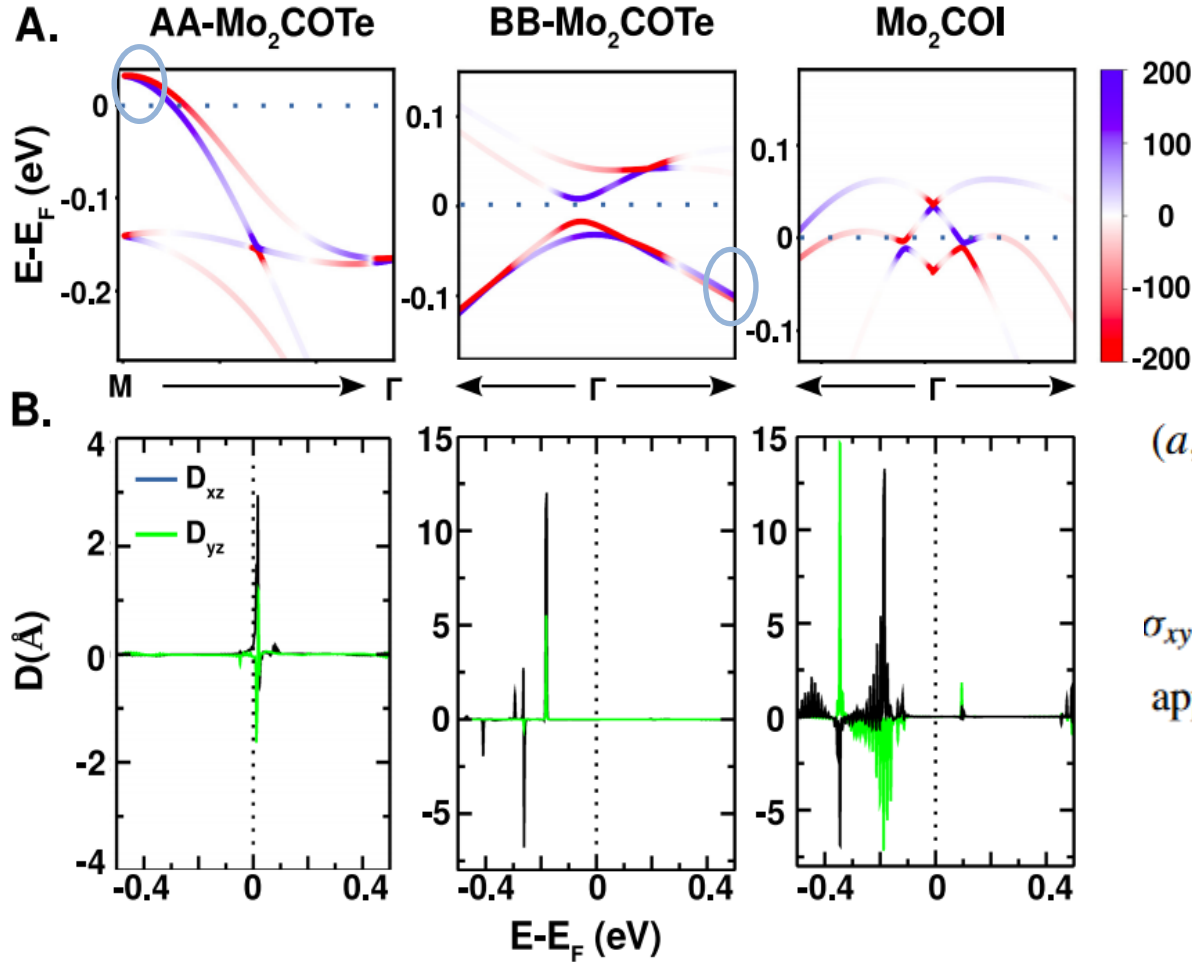 A.
AA-Mo₂COTe
BB-Mo₂COTe
Mo₂COI
E-E_F (eV)
0
-0.1
-0.2
0.1
0
-0.1
0.1
0
-0.1
200
100
0
-100
-200
M
Γ
Γ
Γ
B.
D(Å)
4
2
0
-2
-4
D_xz
D_yz
15
10
5
0
-5
15
10
5
0
-5
-0.4
0
0.4
-0.4
0
0.4
-0.4
0
0.4
E-E_F (eV)
(a
σ_xy
ap